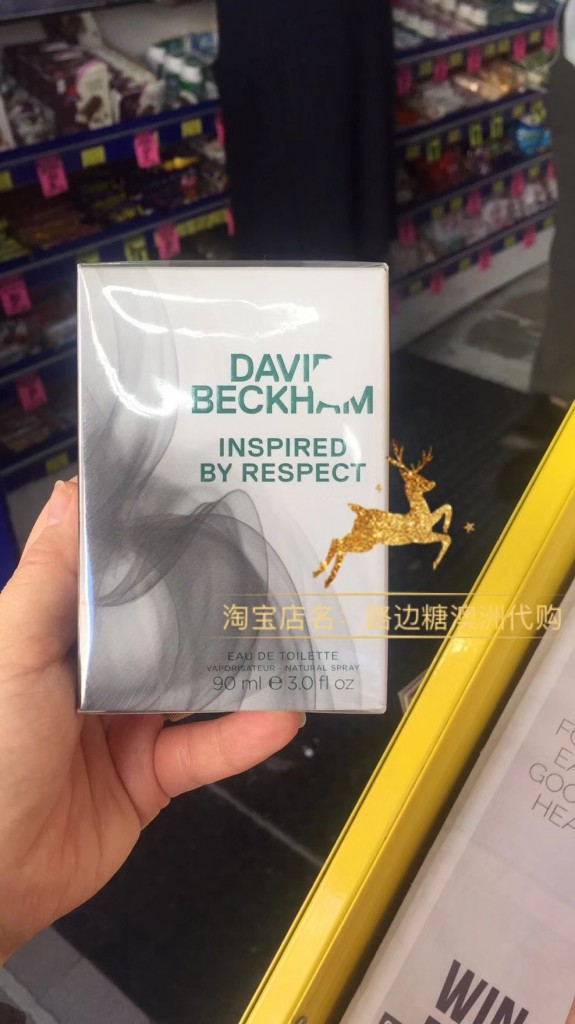 DAVID
BECKHAM
INSPIRED
BY RESPECT
淘宝店名：路边糖澳洲代购
EAU DE TOILETTE
VAPORISATEUR - NATURAL SPRAY
90 ml e 3.0 fl oz
WIN